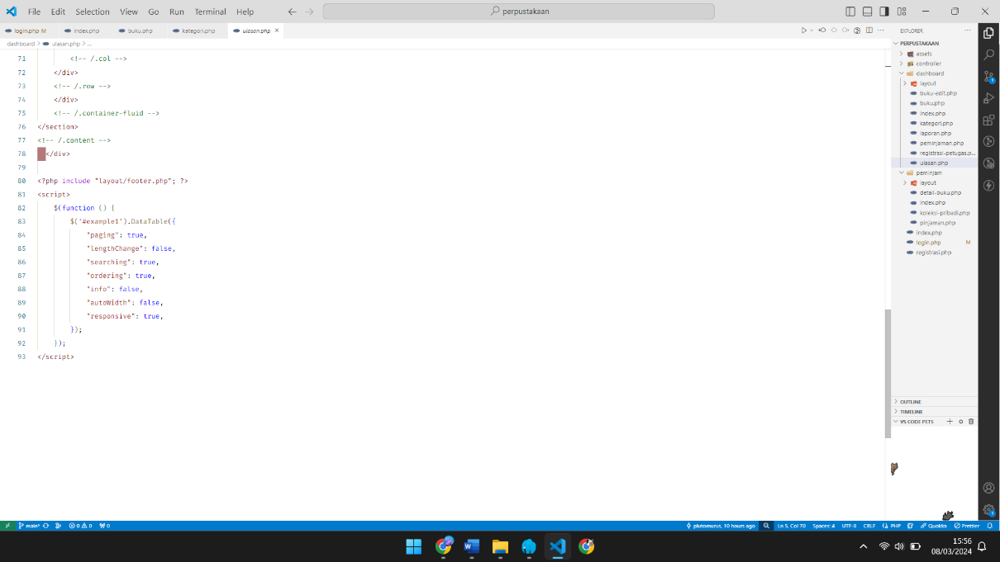 File Edit Selection View Go Run Terminal Help
perpustakaan
login.php M
index.php
buku.php
kategori.php
ulasan.php
dashboard > ulasan.php > ...
71 <!-- /.col -->
72 </div>
73 <!-- /.row -->
74 </div>
75 <!-- /.container-fluid -->
76 </section>
77 <!-- /.content -->
78 </div>
79
80 <?php include "layout/footer.php"; ?>
81 <script>
82 $(function () {
83 $('#example1').DataTable({
84 "paging": true,
85 "lengthChange": false,
86 "searching": true,
87 "ordering": true,
88 "info": false,
89 "autoWidth": false,
90 "responsive": true,
91 });
92 });
93 </script>
EXPLORER
PERPUSTAKAAN
assets
controller
dashboard
layout
buku-edit.php
buku.php
index.php
kategori.php
laporan.php
peminjaman.php
registrasi-petugas.p...
ulasan.php
peminjam
layout
detail-buku.php
index.php
koleksi-pribadi.php
pinjaman.php
index.php
login.php M
registrasi.php
OUTLINE
TIMELINE
VS CODE PETS
main* 0 0 0
plutomurus, 10 hours ago Ln 5, Col 70 Spaces: 4 UTF-8 CRLF PHP Quokka Prettier
15:56
08/03/2024